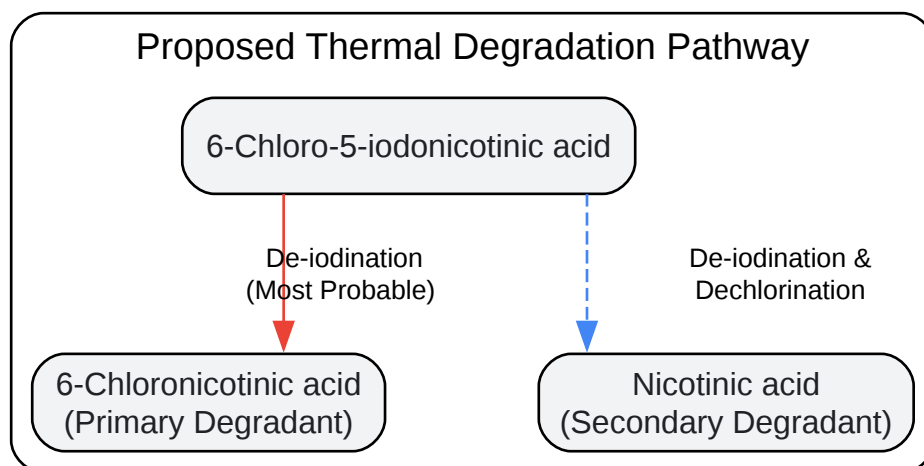 Proposed Thermal Degradation Pathway
6-Chloro-5-iodonicotinic acid
De-iodination
(Most Probable)
De-iodination &
Dechlorination
6-Chloronicotinic acid
(Primary Degradant)
Nicotinic acid
(Secondary Degradant)